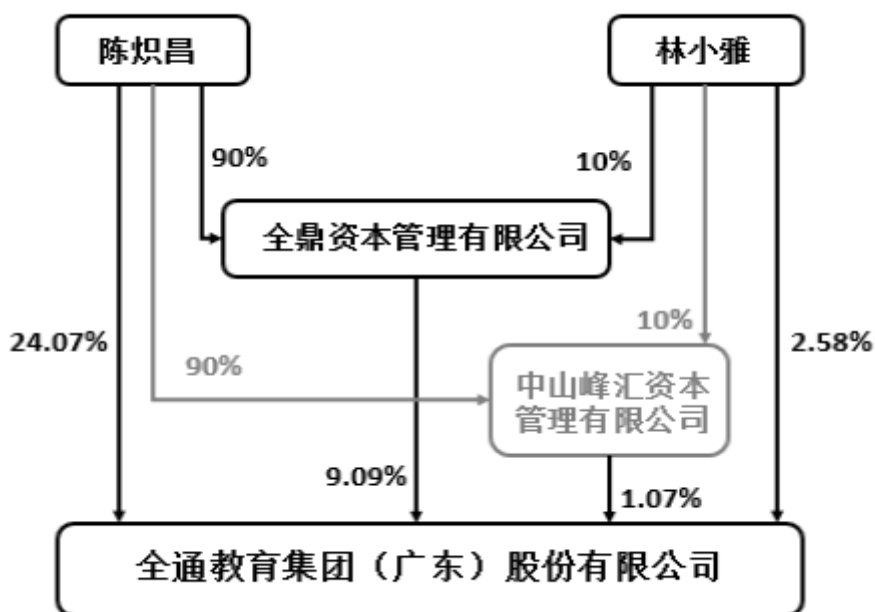 陈炽昌
林小雅
90%
10%
全鼎资本管理有限公司
24.07%
10%
2.58%
90%
中山峰汇资本
管理有限公司
9.09%
1.07%
全通教育集团（广东）股份有限公司